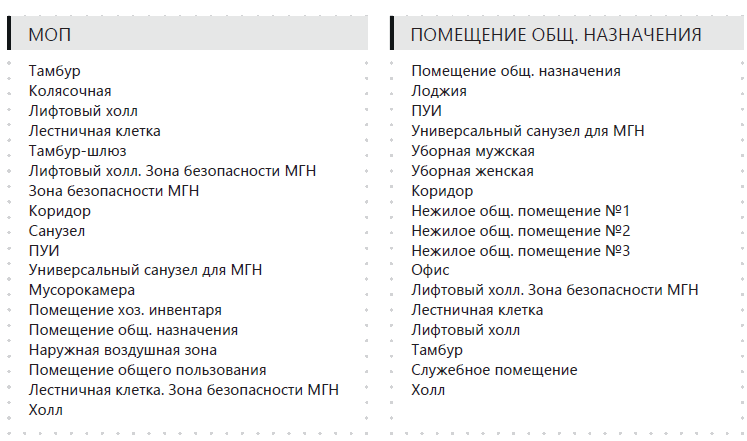 МОП
Тамбур
Колясочная
Лифтовый холл
Лестничная клетка
Тамбур-шлюз
Лифтовый холл. Зона безопасности МГН
Зона безопасности МГН
Коридор
Санузел
ПУИ
Универсальный санузел для МГН
Мусорокамера
Помещение хоз. инвентаря
Помещение общ. назначения
Наружная воздушная зона
Помещение общего пользования
Лестничная клетка. Зона безопасности МГН
Холл
ПОМЕЩЕНИЕ ОБЩ. НАЗНАЧЕНИЯ
Помещение общ. назначения
Лоджия
ПУИ
Универсальный санузел для МГН
Уборная мужская
Уборная женская
Коридор
Нежилое общ. помещение №1
Нежилое общ. помещение №2
Нежилое общ. помещение №3
Офис
Лифтовый холл. Зона безопасности МГН
Лестничная клетка
Лифтовый холл
Тамбур
Служебное помещение
Холл